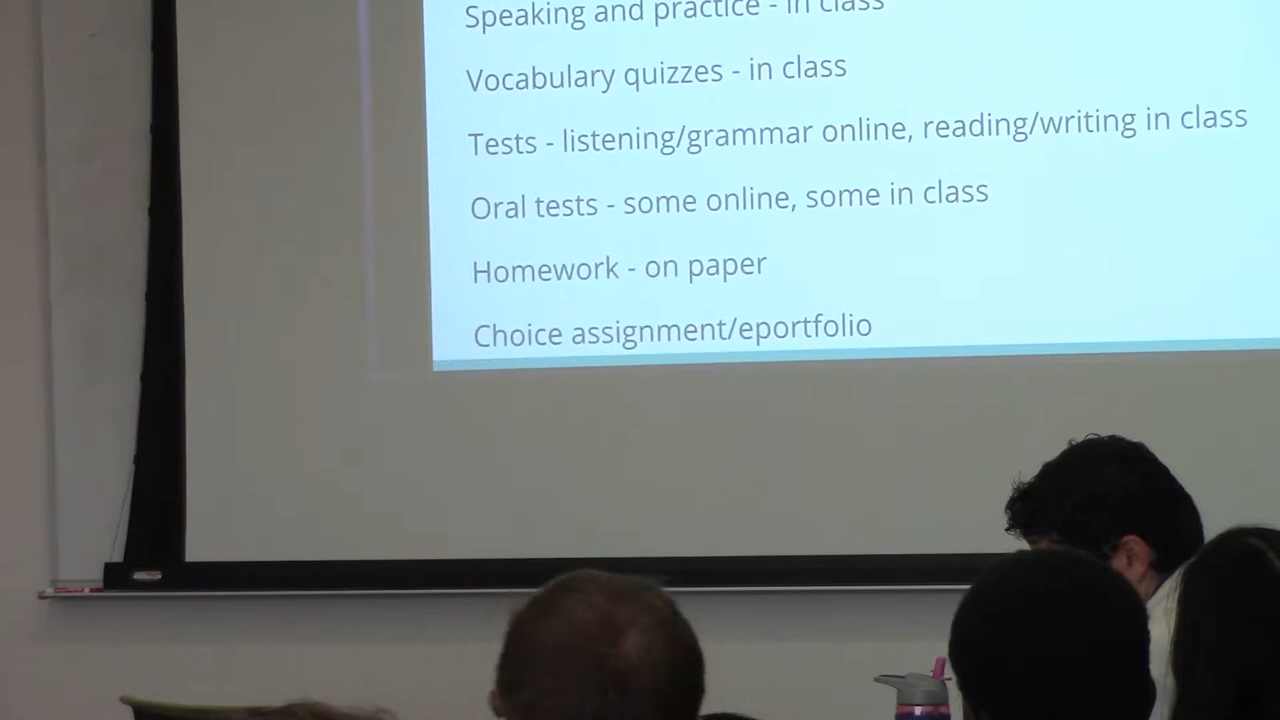 Speaking and practice - in class
Vocabulary quizzes - in class
Tests - listening/grammar online, reading/writing in class
Oral tests - some online, some in class
Homework - on paper
Choice assignment/eportfolio